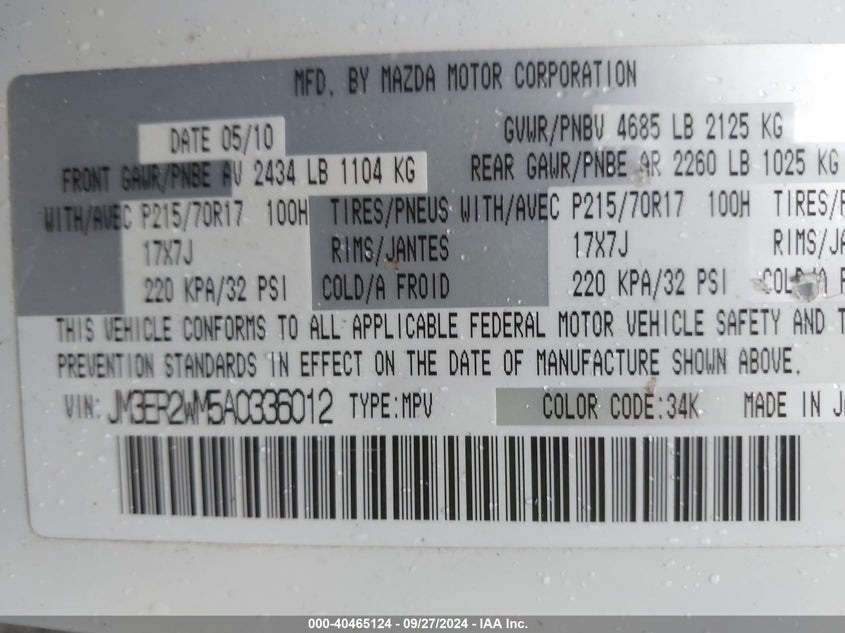 MFD. BY MAZDA MOTOR CORPORATION
DATE 05/10 GVWR/PNBV 4685 LB 2125 KG
FRONT GAWR/PNBE AV 2434 LB 1104 KG REAR GAWR/PNBE AR 2260 LB 1025 KG
WITH/AVEC P215/70R17 100H TIRES/PNEUS WITH/AVEC P215/70R17 100H TIRES/P
17X7J RIMS/JANTES 17X7J RIMS/JA
220 KPA/32 PSI COLD/A FROID 220 KPA/32 PSI COLD/A F
THIS VEHICLE CONFORMS TO ALL APPLICABLE FEDERAL MOTOR VEHICLE SAFETY AND T
PREVENTION STANDARDS IN EFFECT ON THE DATE OF MANUFACTURE SHOWN ABOVE.
VIN: JM3ER2WM5A0336012 TYPE:MPV COLOR CODE:34K MADE IN J
000-40465124 - 09/27/2024 - IAA Inc.